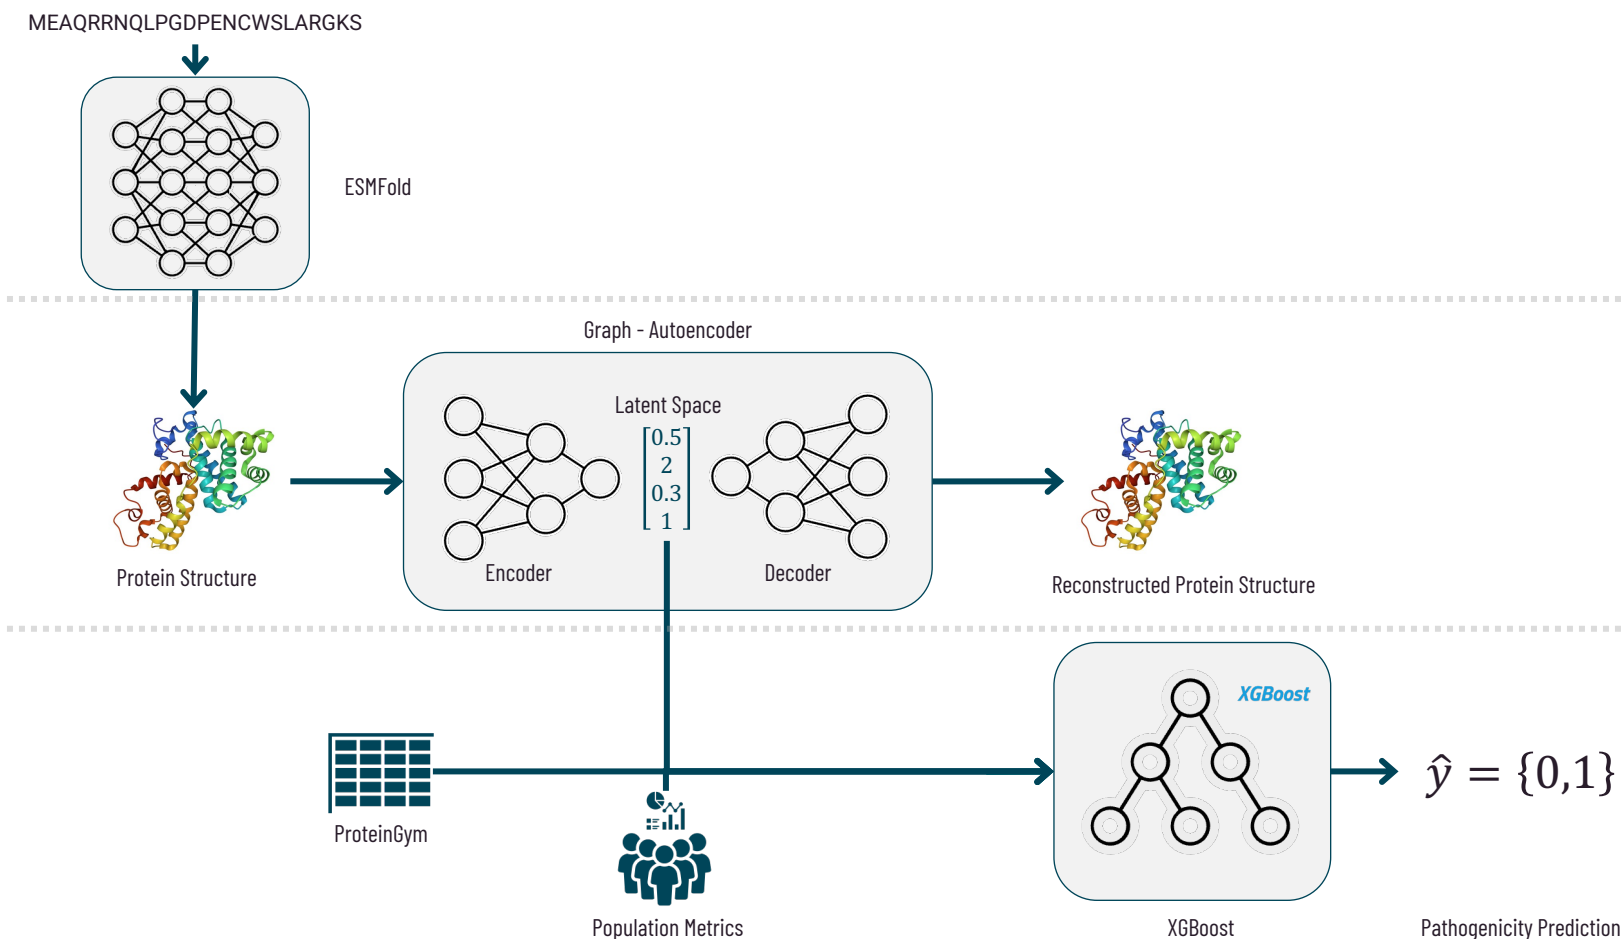 MEAQRRNQLPGDPENCWSLARGKS
ESMFold
Graph - Autoencoder
Latent Space
0.5
2
0.3
1
Encoder
Decoder
Protein Structure
Reconstructed Protein Structure
XGBoost
ŷ = {0,1}
ProteinGym
Population Metrics
XGBoost
Pathogenicity Prediction